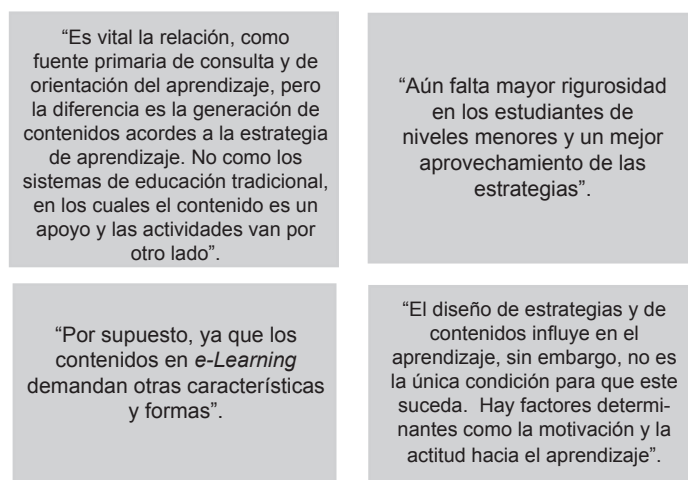 “Es vital la relación, como
fuente primaria de consulta y de
orientación del aprendizaje, pero
la diferencia es la generación de
contenidos acordes a la estrategia
de aprendizaje. No como los
sistemas de educación tradicional,
en los cuales el contenido es un
apoyo y las actividades van por
otro lado”.
“Aún falta mayor rigurosidad
en los estudiantes de
niveles menores y un mejor
aprovechamiento de las
estrategias”.
“Por supuesto, ya que los
contenidos en e-Learning
demandan otras características
y formas”.
“El diseño de estrategias y de
contenidos influye en el
aprendizaje, sin embargo, no es
la única condición para que este
suceda. Hay factores determi-
nantes como la motivación y la
actitud hacia el aprendizaje”.